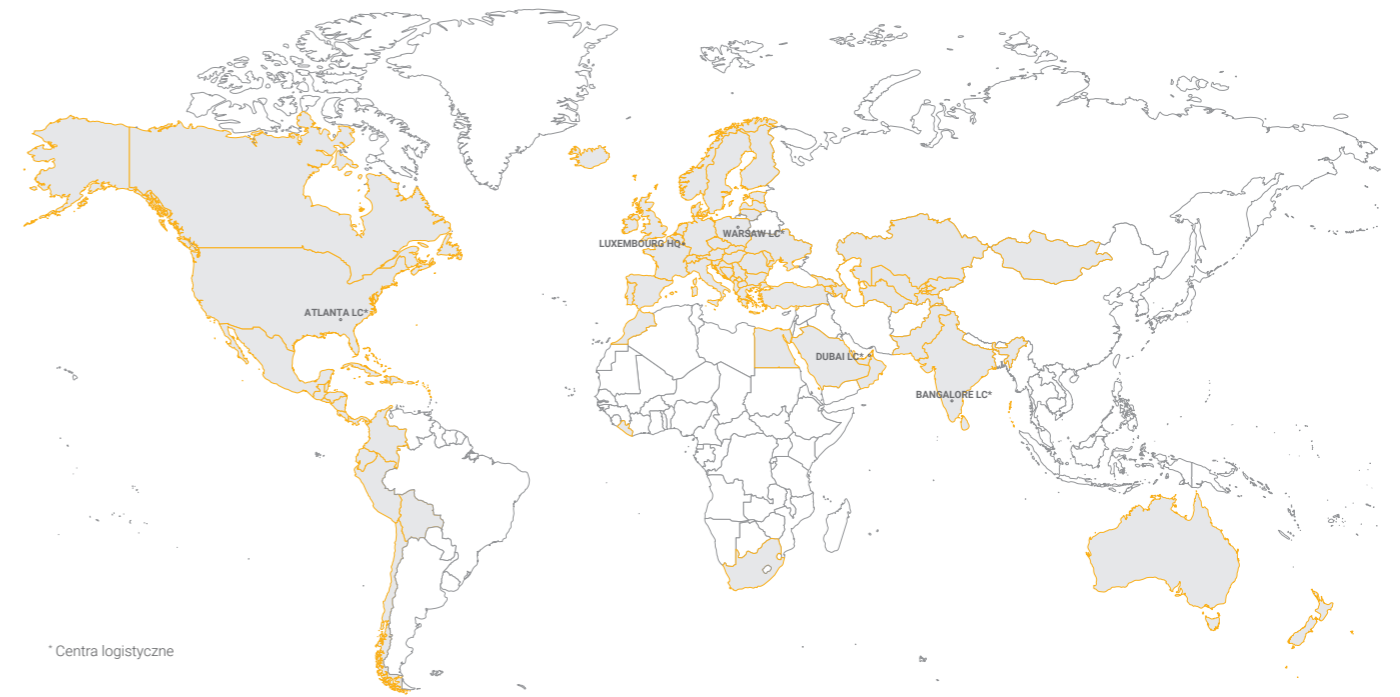 WARSAW LC*
LUXEMBOURG HQ*
ATLANTA LC*
DUBAI LC*
BANGALORE LC*
* Centra logistyczne